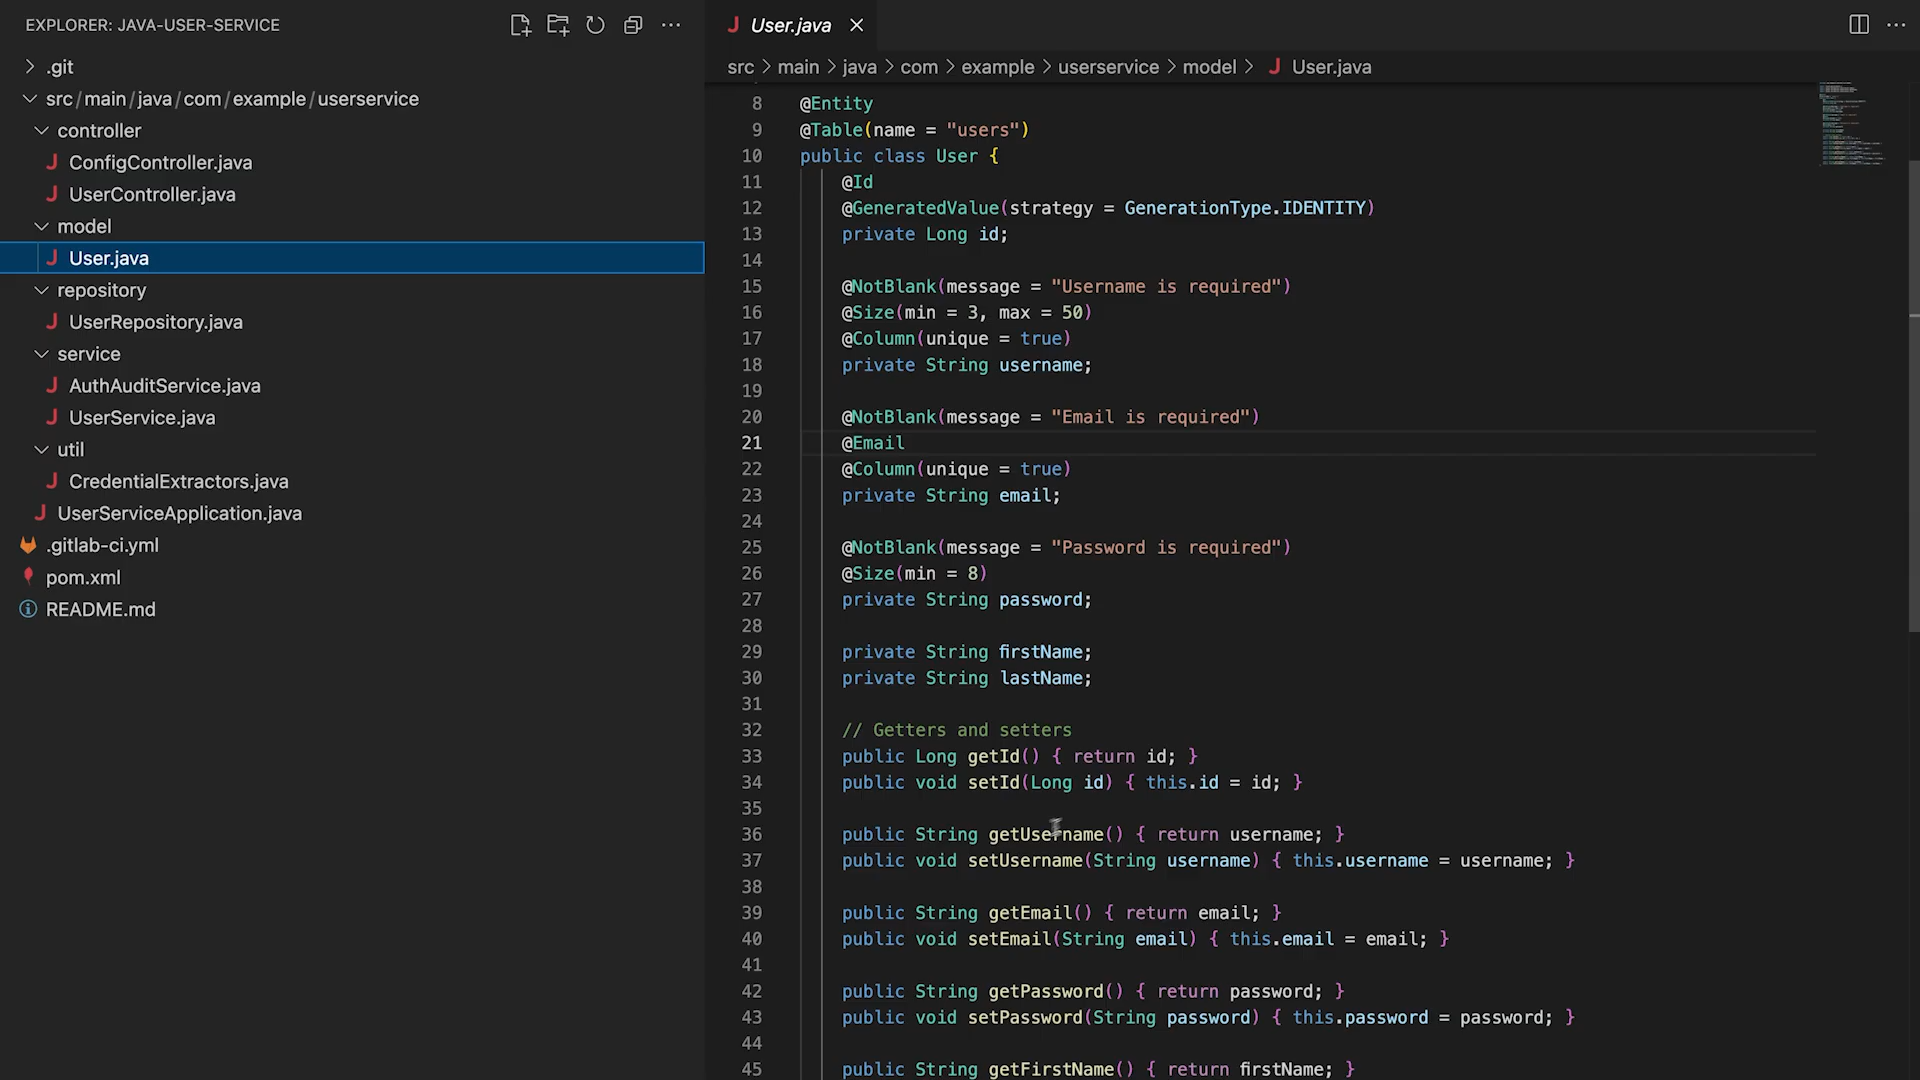 EXPLORER: JAVA-USER-SERVICE
.git
src/main/java/com/example/userservice
controller
ConfigController.java
UserController.java
model
User.java
repository
UserRepository.java
service
AuthAuditService.java
UserService.java
util
CredentialExtractors.java
UserServiceApplication.java
.gitlab-ci.yml
pom.xml
README.md
User.java
src > main > java > com > example > userservice > model > User.java
8 @Entity
9 @Table(name = "users")
10 public class User {
11 @Id
12 @GeneratedValue(strategy = GenerationType.IDENTITY)
13 private Long id;
14
15 @NotBlank(message = "Username is required")
16 @Size(min = 3, max = 50)
17 @Column(unique = true)
18 private String username;
19
20 @NotBlank(message = "Email is required")
21 @Email
22 @Column(unique = true)
23 private String email;
24
25 @NotBlank(message = "Password is required")
26 @Size(min = 8)
27 private String password;
28
29 private String firstName;
30 private String lastName;
31
32 // Getters and setters
33 public Long getId() { return id; }
34 public void setId(Long id) { this.id = id; }
35
36 public String getUsername() { return username; }
37 public void setUsername(String username) { this.username = username; }
38
39 public String getEmail() { return email; }
40 public void setEmail(String email) { this.email = email; }
41
42 public String getPassword() { return password; }
43 public void setPassword(String password) { this.password = password; }
44
45 public String getFirstName() { return firstName; }